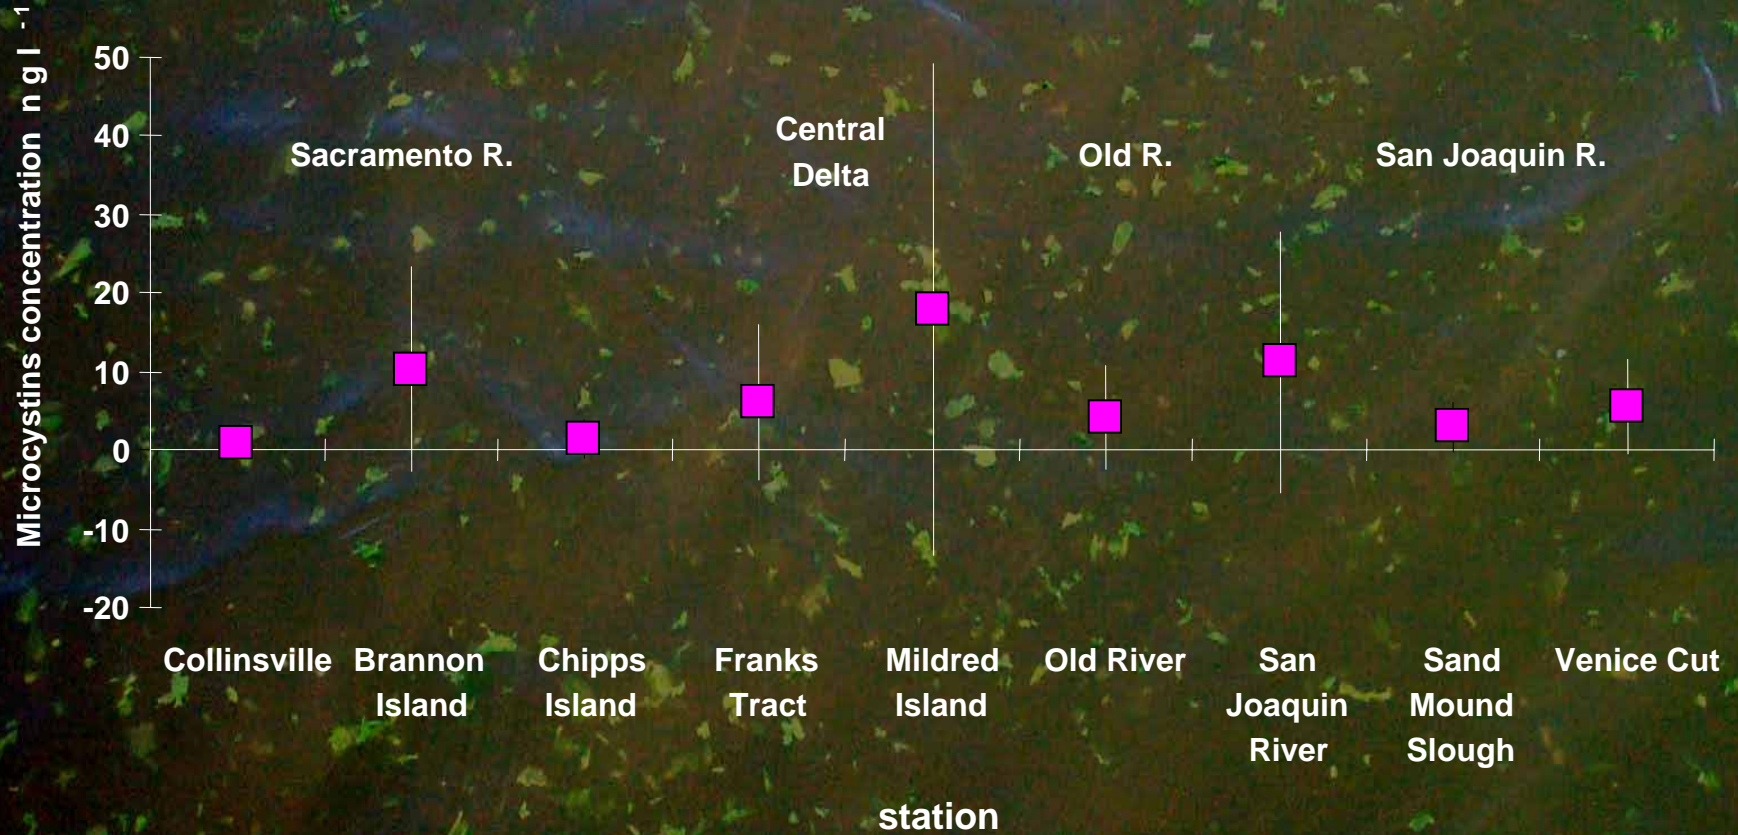 Microcystins concentration n g l -1
50
40
30
20
10
0
-10
-20
Sacramento R.
Central
Delta
Old R.
San Joaquin R.
Collinsville
Brannon
Island
Chipps
Island
Franks
Tract
Mildred
Island
Old River
San
Joaquin
River
Sand
Mound
Slough
Venice Cut
station